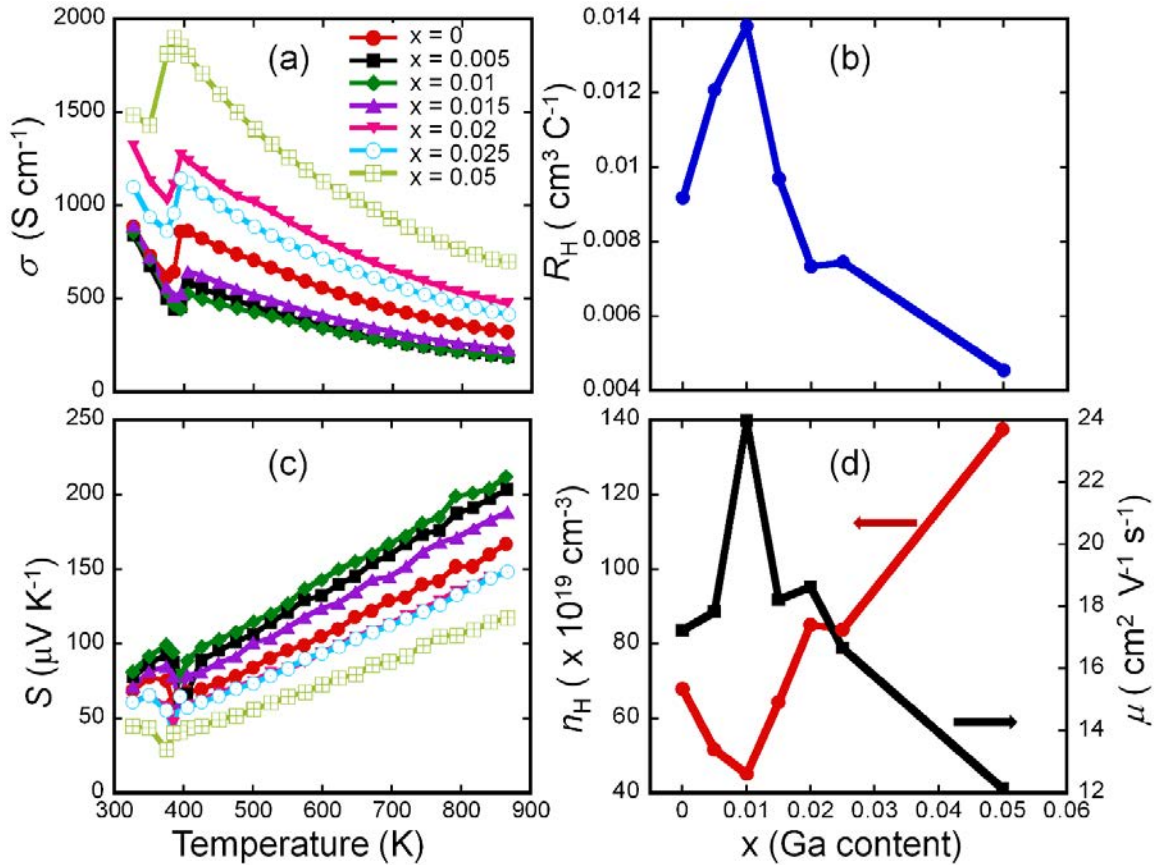 (a)
x = 0
x = 0.005
x = 0.01
x = 0.015
x = 0.02
x = 0.025
x = 0.05
2000
1500
1000
500
0
σ (S cm⁻¹)
(b)
0.014
0.012
0.01
0.008
0.006
0.004
R_H ( cm³ C⁻¹)
(c)
250
200
150
100
50
0
S (µV K⁻¹)
300 400 500 600 700 800 900
Temperature (K)
(d)
140
120
100
80
60
40
n_H ( x 10¹⁹ cm⁻³)
24
22
20
18
16
14
12
μ ( cm² V⁻¹ s⁻¹)
0 0.01 0.02 0.03 0.04 0.05 0.06
x (Ga content)